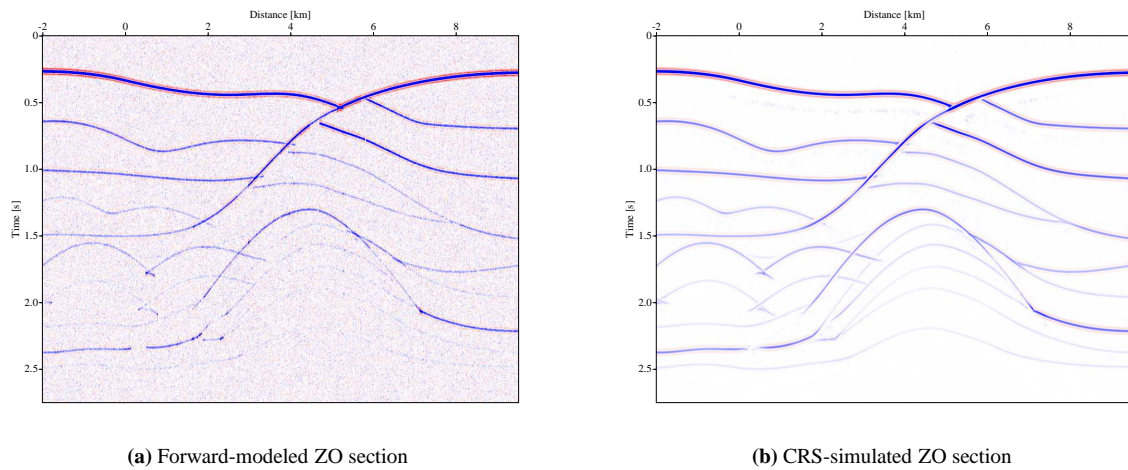 Distance [km]
-2 0 2 4 6 8
0
0.5
1.0
1.5
2.0
2.5
Time [s]
(a) Forward-modeled ZO section
Distance [km]
-2 0 2 4 6 8
0
0.5
1.0
1.5
2.0
2.5
Time [s]
(b) CRS-simulated ZO section